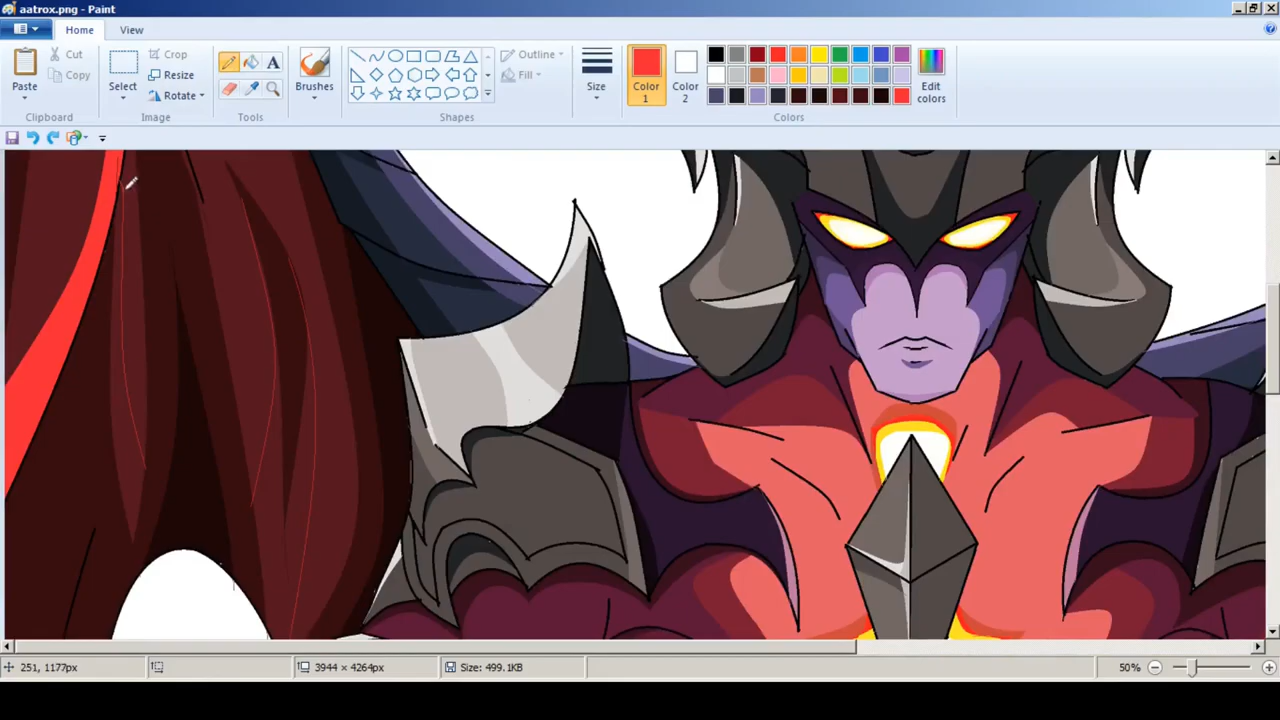 aatrox.png - Paint
Home View
Paste
Cut
Copy
Clipboard
Select
Crop
Resize
Rotate
Image
A
Tools
Brushes
Shapes
Outline
Fill
Size
Color 1
Color 2
Edit colors
Colors
251, 1177px
3944 × 4264px
Size: 499.1KB
50%